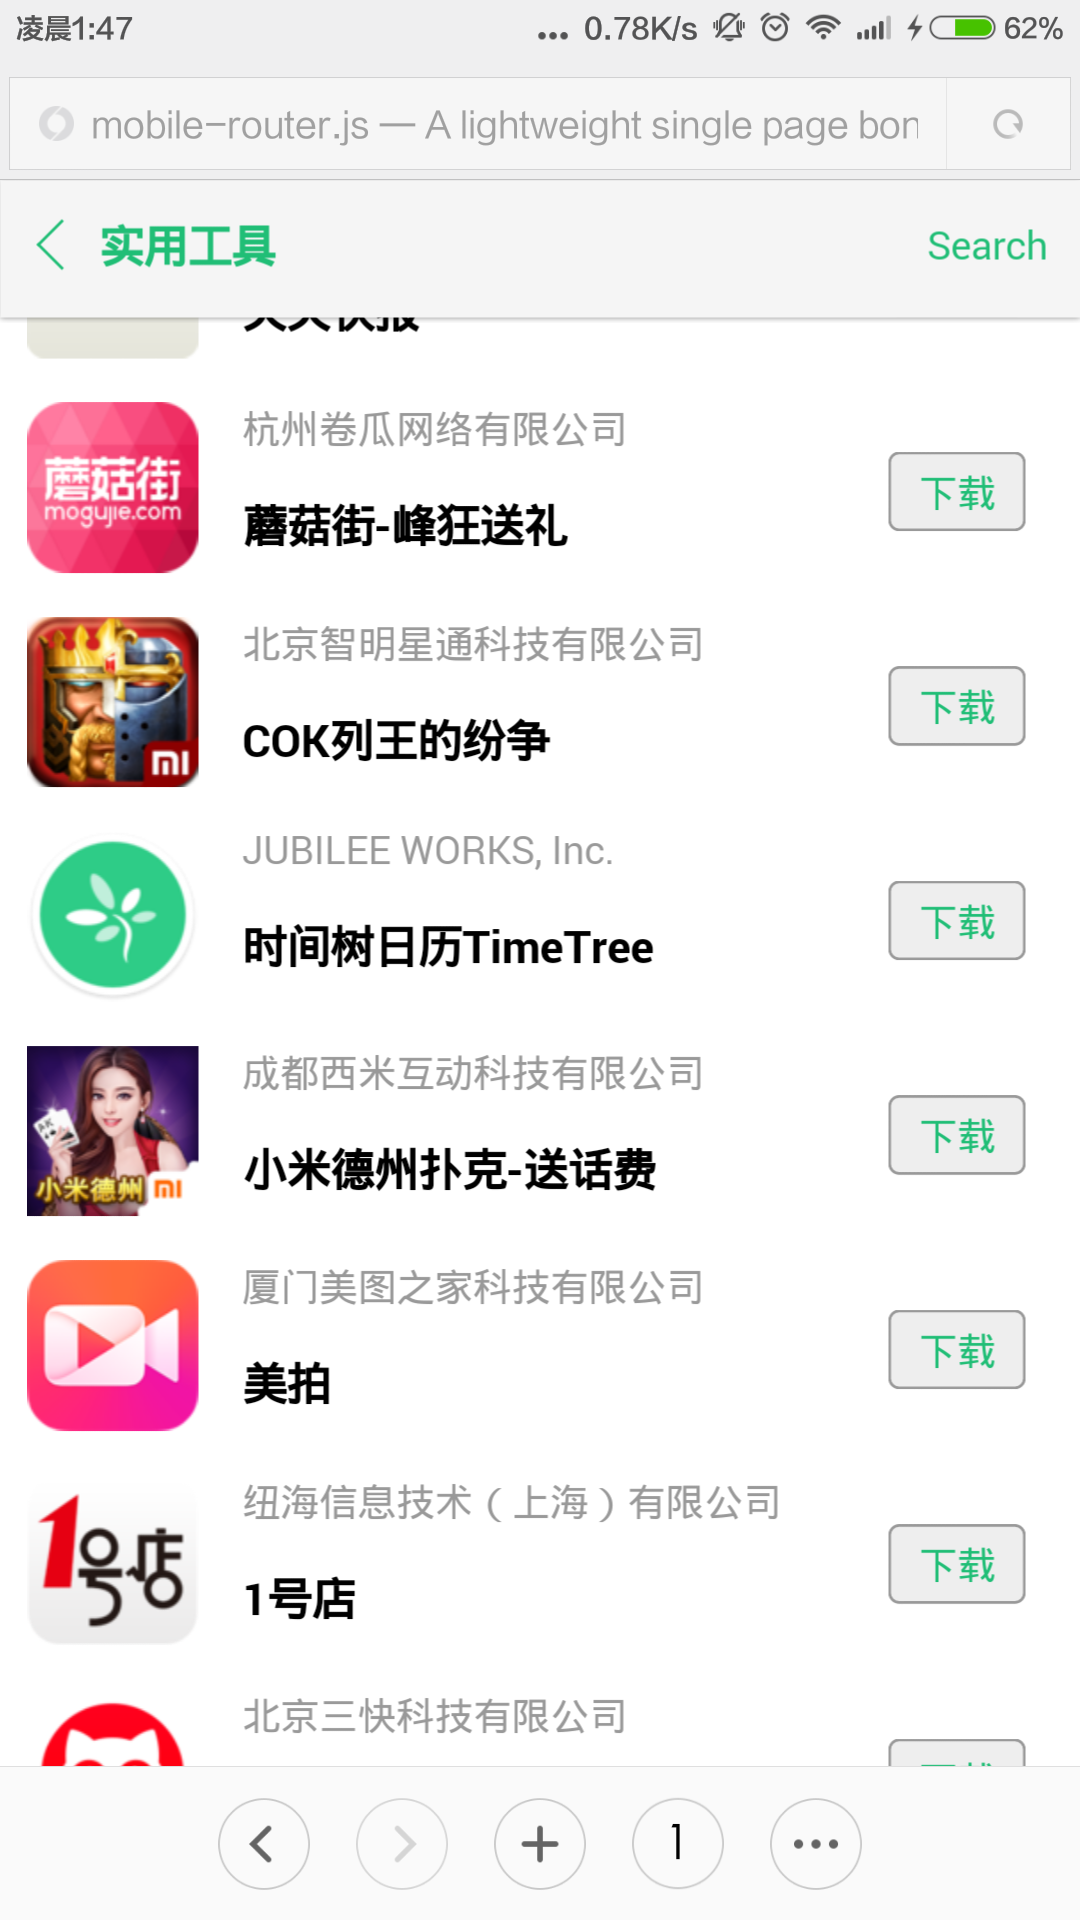 凌晨1:47
... 0.78K/s 62%
mobile-router.js — A lightweight single page bon
实用工具
Search
天天快报
杭州卷瓜网络有限公司
蘑菇街
mogujie.com
蘑菇街-峰狂送礼
下载
北京智明星通科技有限公司
COK列王的纷争
下载
JUBILEE WORKS, Inc.
时间树日历TimeTree
下载
成都西米互动科技有限公司
AK
小米德州
小米德州扑克-送话费
下载
厦门美图之家科技有限公司
美拍
下载
纽海信息技术（上海）有限公司
1号店
1号店
下载
北京三快科技有限公司
下载
1